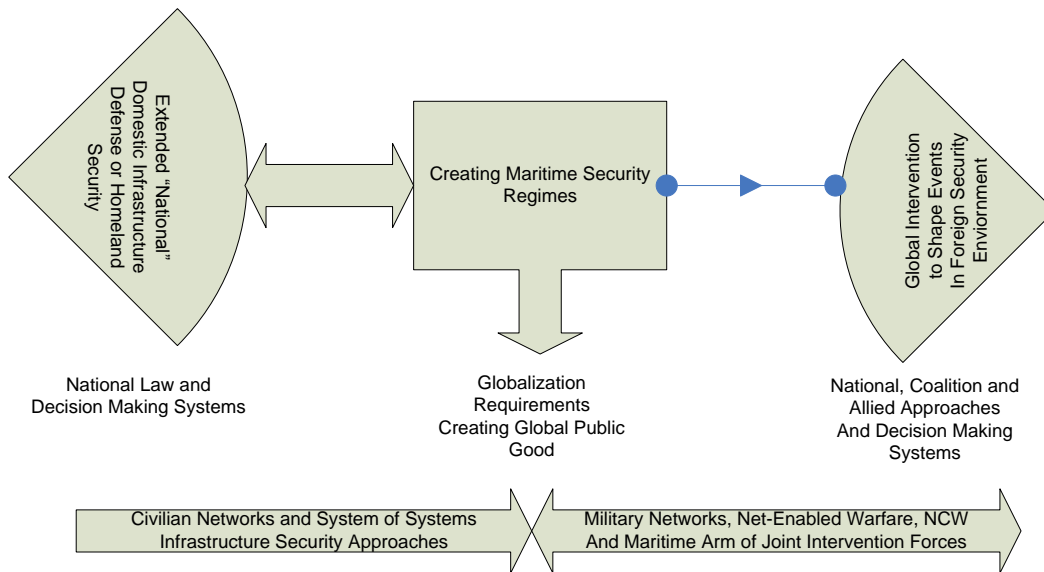 Extended “National”
Domestic Infrastructure
Defense or Homeland
Security
Creating Maritime Security
Regimes
Global Intervention
to Shape Events
In Foreign Security
Enviornment
National Law and
Decision Making Systems
Globalization
Requirements
Creating Global Public
Good
National, Coalition and
Allied Approaches
And Decision Making
Systems
Civilian Networks and System of Systems
Infrastructure Security Approaches
Military Networks, Net-Enabled Warfare, NCW
And Maritime Arm of Joint Intervention Forces